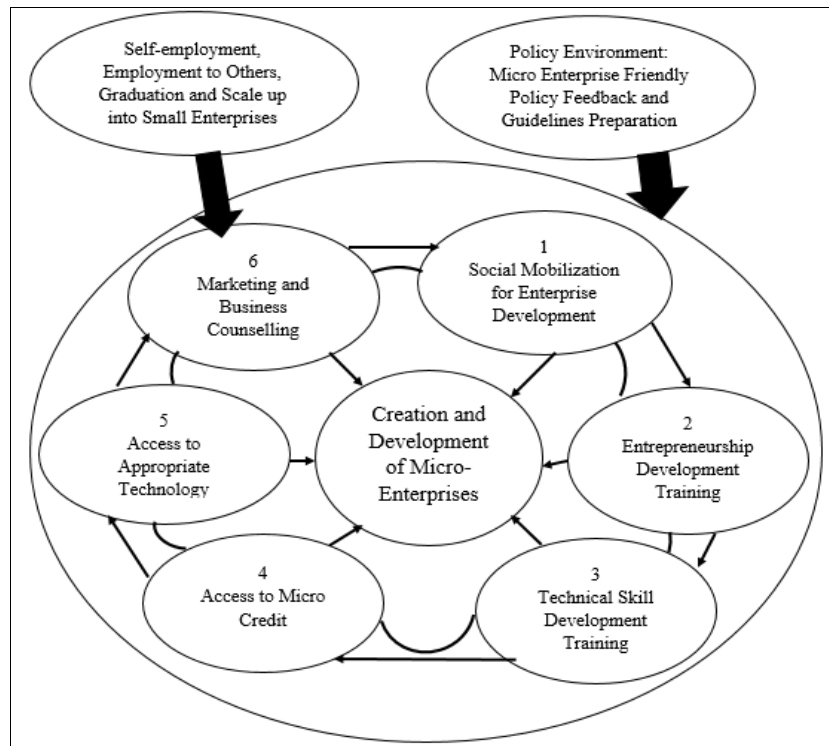 Self-employment,
Employment to Others,
Graduation and Scale up
into Small Enterprises
Policy Environment:
Micro Enterprise Friendly
Policy Feedback and
Guidelines Preparation
6
Marketing and
Business
Counselling
1
Social Mobilization
for Enterprise
Development
5
Access to
Appropriate
Technology
Creation and
Development
of Micro-
Enterprises
2
Entrepreneurship
Development
Training
4
Access to Micro
Credit
3
Technical Skill
Development
Training